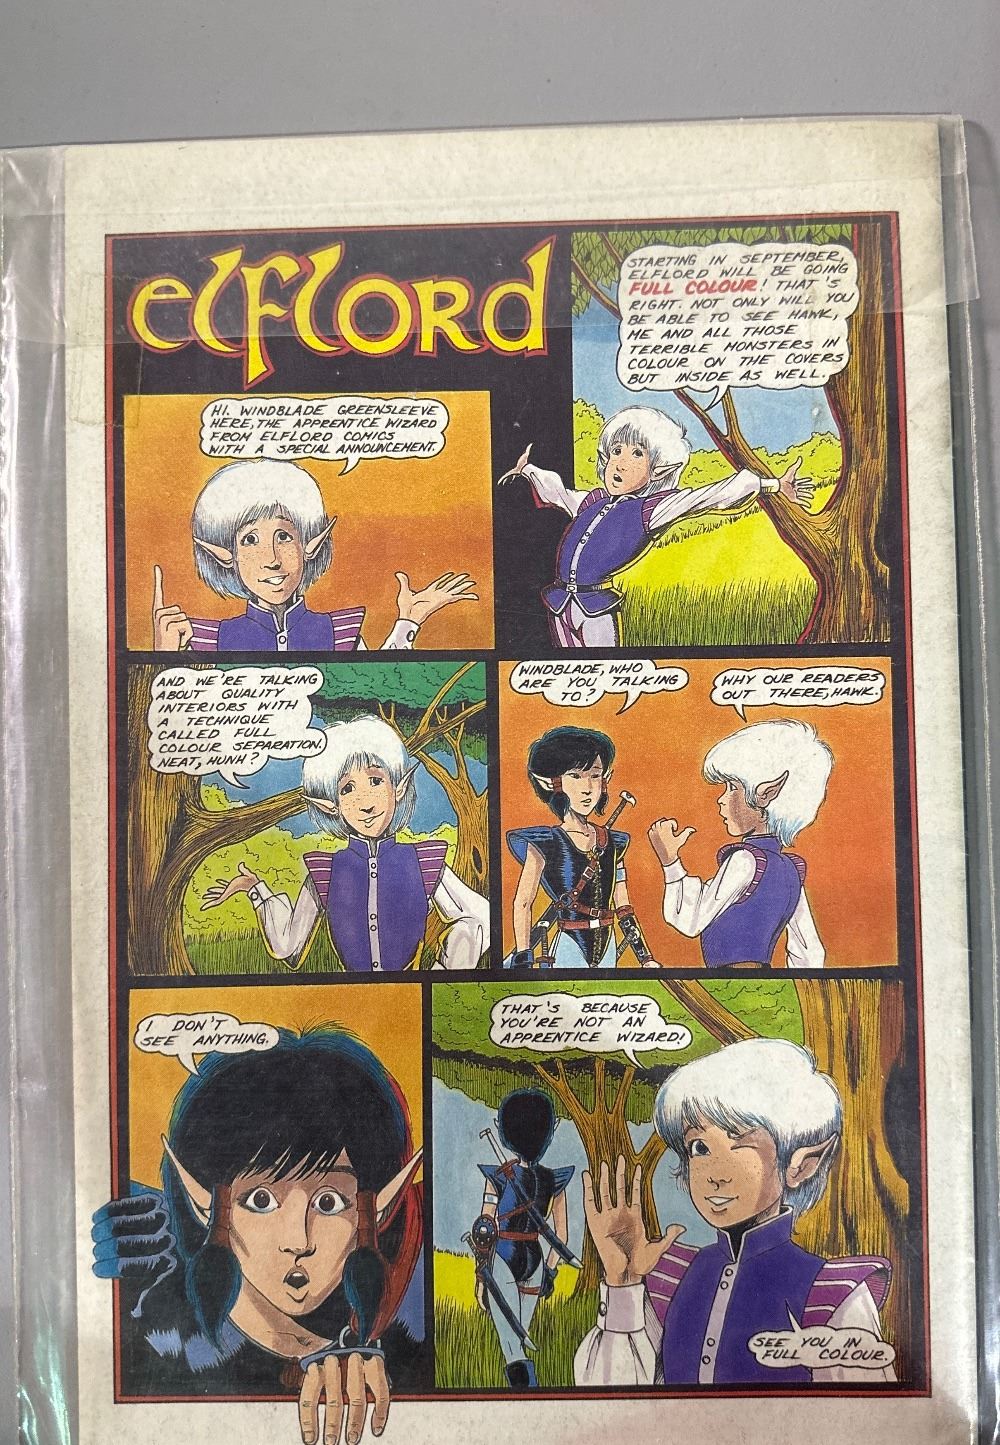 elflord
HI. WINDBLADE GREENSLEEVE
HERE, THE APPRENTICE WIZARD
FROM ELFLORD COMICS
WITH A SPECIAL ANNOUNCEMENT.
STARTING IN SEPTEMBER,
ELFLORD WILL BE GOING
FULL COLOUR! THAT'S
RIGHT. NOT ONLY WILL YOU
BE ABLE TO SEE HAWK,
ME AND ALL THOSE
TERRIBLE MONSTERS IN
COLOUR ON THE COVERS
BUT INSIDE AS WELL.
AND WE'RE TALKING
ABOUT QUALITY
INTERIORS WITH
A TECHNIQUE
CALLED FULL
COLOUR SEPARATION.
NEAT, HUNH?
WINDBLADE, WHO
ARE YOU TALKING
TO?
WHY OUR READERS
OUT THERE, HAWK.
I DON'T
SEE ANYTHING.
THAT'S BECAUSE
YOU'RE NOT AN
APPRENTICE WIZARD!
SEE YOU IN
FULL COLOUR.